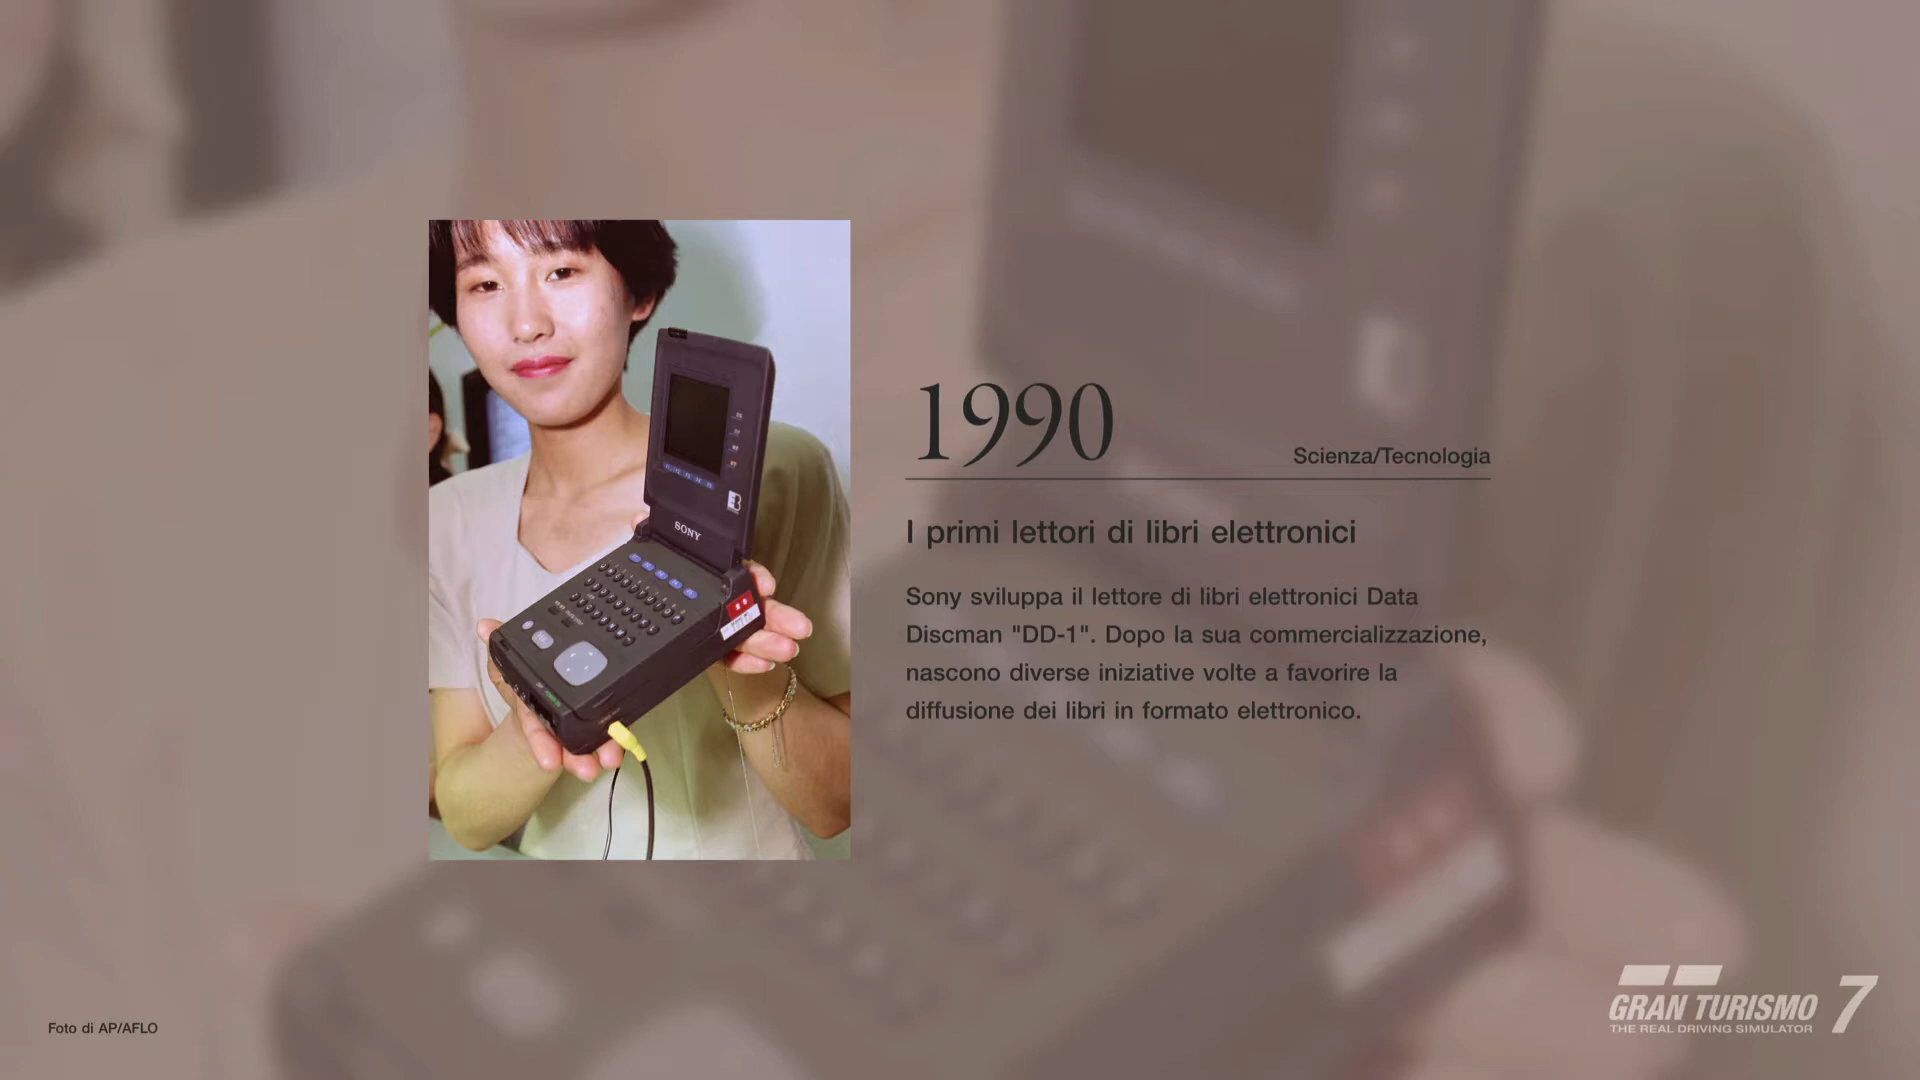 1990
Scienza/Tecnologia
I primi lettori di libri elettronici
Sony sviluppa il lettore di libri elettronici Data
Discman "DD-1". Dopo la sua commercializzazione,
nascono diverse iniziative volte a favorire la
diffusione dei libri in formato elettronico.
SONY
Foto di AP/AFLO
GRAN TURISMO 7
THE REAL DRIVING SIMULATOR